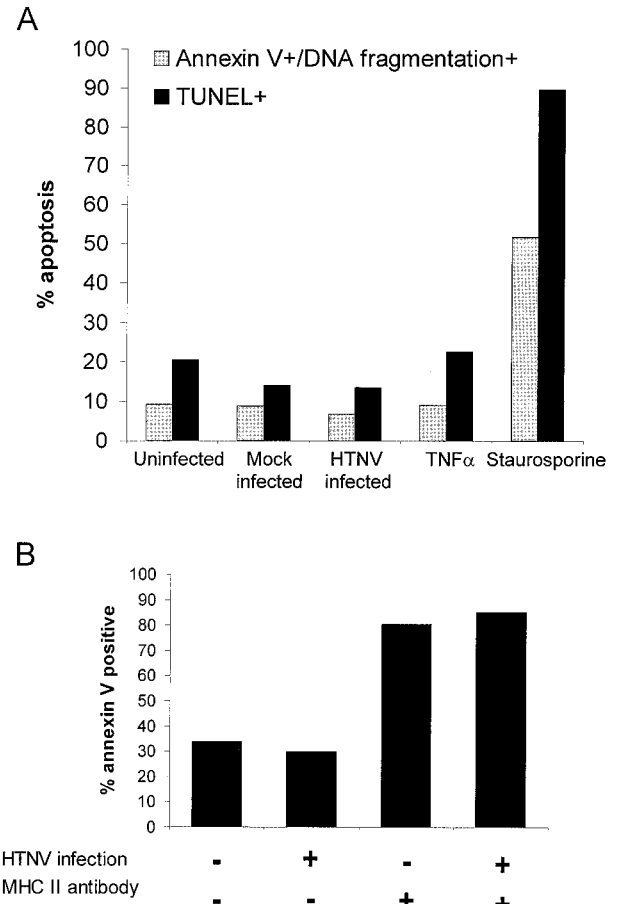 A
100
90
80
70
60
50
40
30
20
10
0
% apoptosis
Annexin V+/DNA fragmentation+
TUNEL+
Uninfected
Mock infected
HTNV infected
TNFα
Staurosporine
B
100
90
80
70
60
50
40
30
20
10
0
% annexin V positive
HTNV infection - + - +
MHC II antibody - - + +